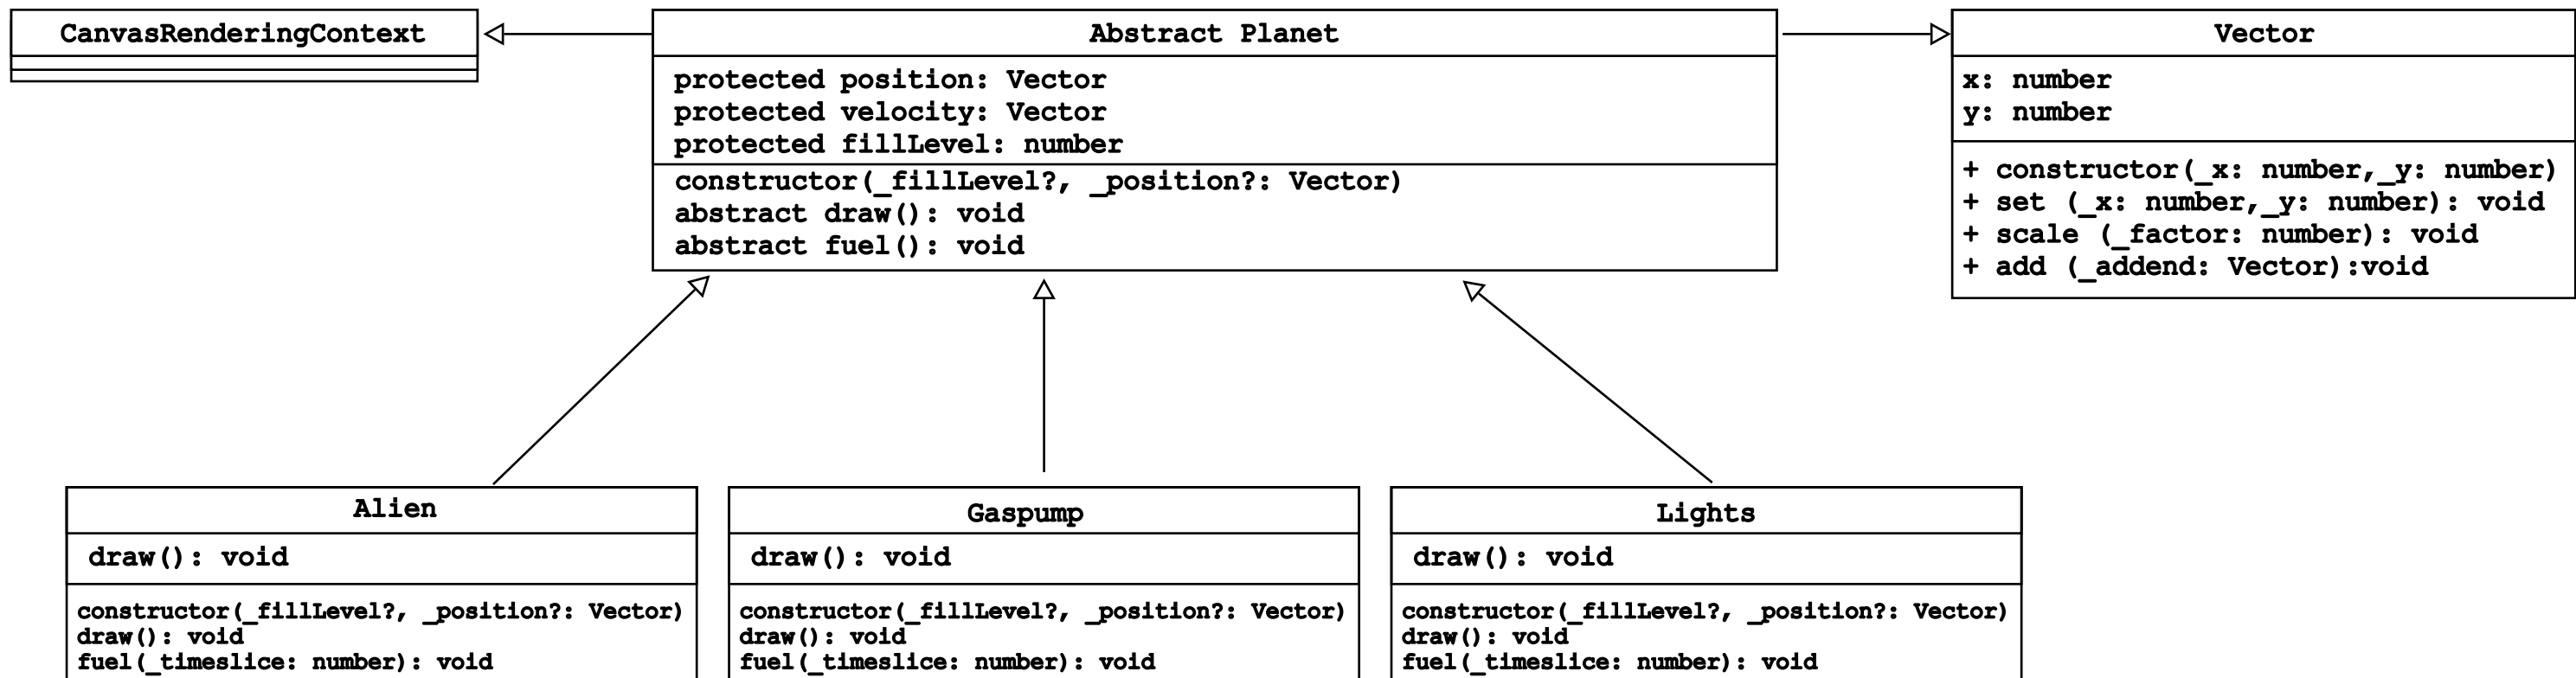 CanvasRenderingContext
Abstract Planet
protected position: Vector
protected velocity: Vector
protected fillLevel: number
constructor(_fillLevel?, _position?: Vector)
abstract draw(): void
abstract fuel(): void
Vector
x: number
y: number
+ constructor(_x: number,_y: number)
+ set (_x: number,_y: number): void
+ scale (_factor: number): void
+ add (_addend: Vector):void
Alien
draw(): void
constructor(_fillLevel?, _position?: Vector)
draw(): void
fuel(_timeslice: number): void
Gaspump
draw(): void
constructor(_fillLevel?, _position?: Vector)
draw(): void
fuel(_timeslice: number): void
Lights
draw(): void
constructor(_fillLevel?, _position?: Vector)
draw(): void
fuel(_timeslice: number): void